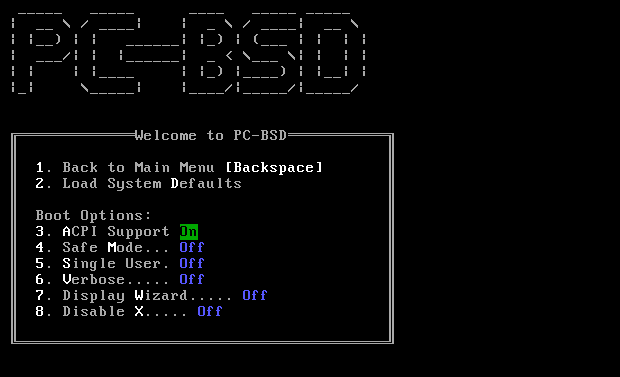 PC-BSD
Welcome to PC-BSD
1. Back to Main Menu [Backspace]
2. Load System Defaults
Boot Options:
3. ACPI Support On
4. Safe Mode... Off
5. Single User. Off
6. Verbose..... Off
7. Display Wizard..... Off
8. Disable X..... Off